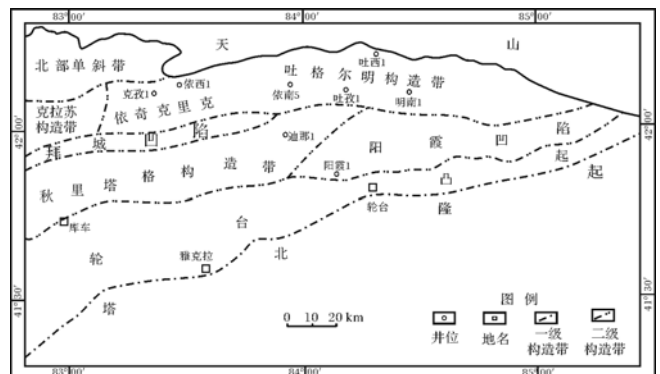 83°00′ 84°00′ 85°00′
天 山
北部单斜带
吐西1
吐格尔明构造带
克孜1 依西1
依南5 吐孜1 明南1
克拉苏
构造带
依奇克里克
42°00′ 42°00′
拜城凹陷
迪那1
阳霞凹陷
阳霞1
秋里塔格构造带
轮台凸起
库车
轮台
雅克拉
塔北隆起
41°30′ 41°30′
0 10 20 km
图 例
井位 地名 一级
构造带 二级
构造带
83°00′ 84°00′ 85°00′